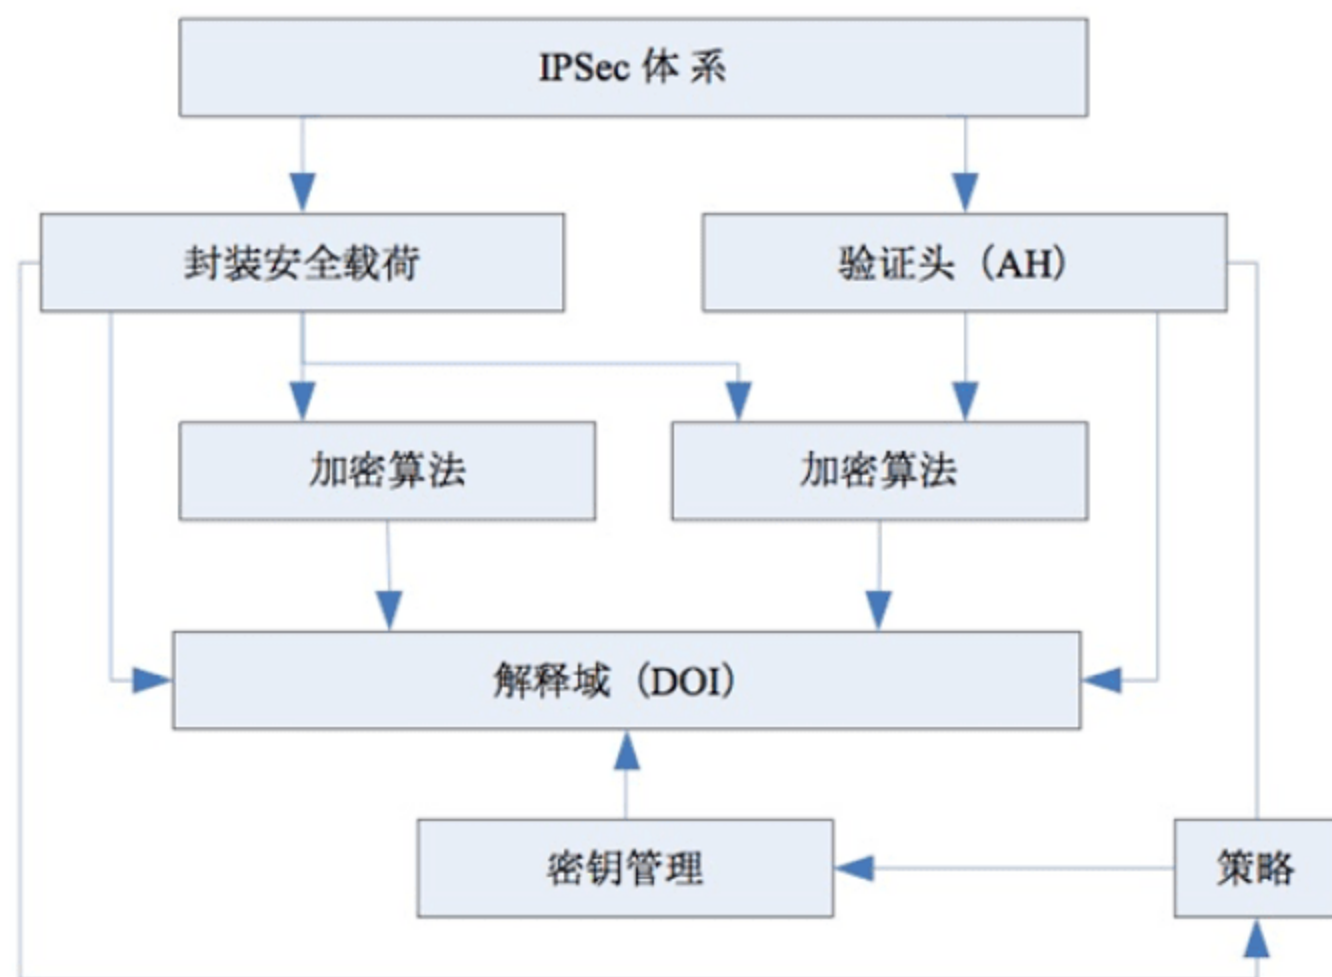 IPSec 体 系
封装安全载荷
验证头（AH）
加密算法
加密算法
解释域（DOI）
密钥管理
策略